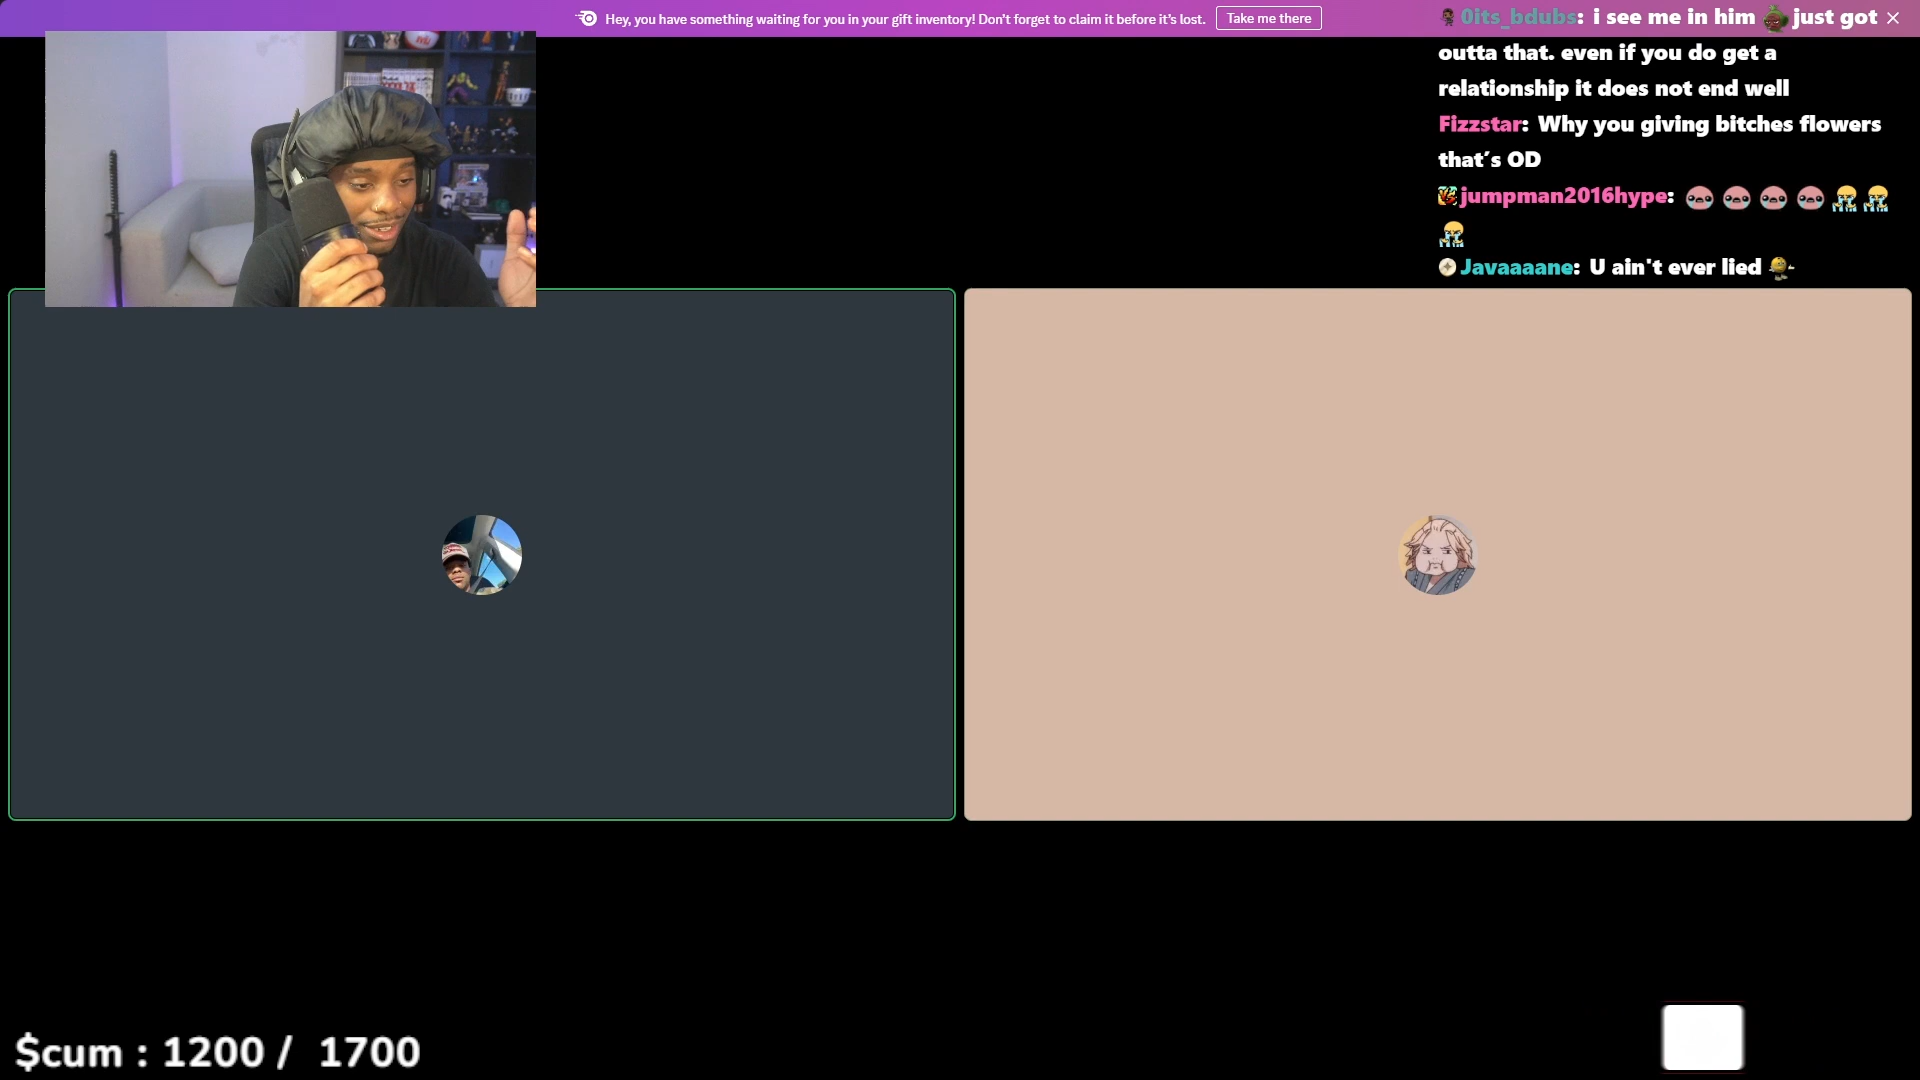 Hey, you have something waiting for you in your gift inventory! Don't forget to claim it before it's lost. Take me there
0its_bdubs: i see me in him just got
outta that. even if you do get a
relationship it does not end well
Fizzstar: Why you giving bitches flowers
that's OD
jumpman2016hype:
Javaaaane: U ain't ever lied
$cum : 1200 / 1700